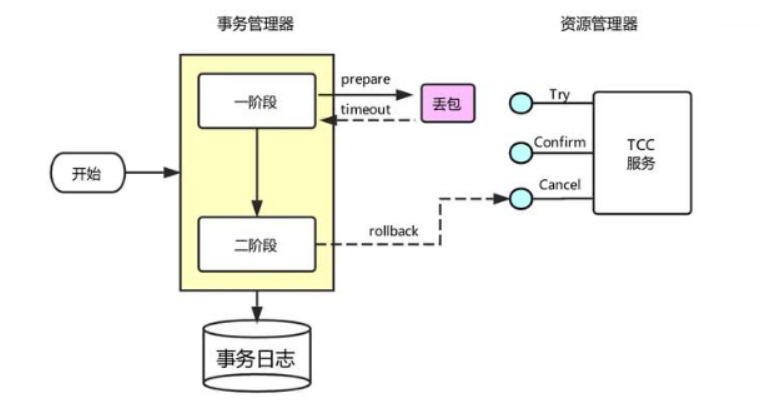 事务管理器
资源管理器
一阶段
prepare
timeout
丢包
Try
Confirm
Cancel
TCC
服务
开始
二阶段
rollback
事务日志